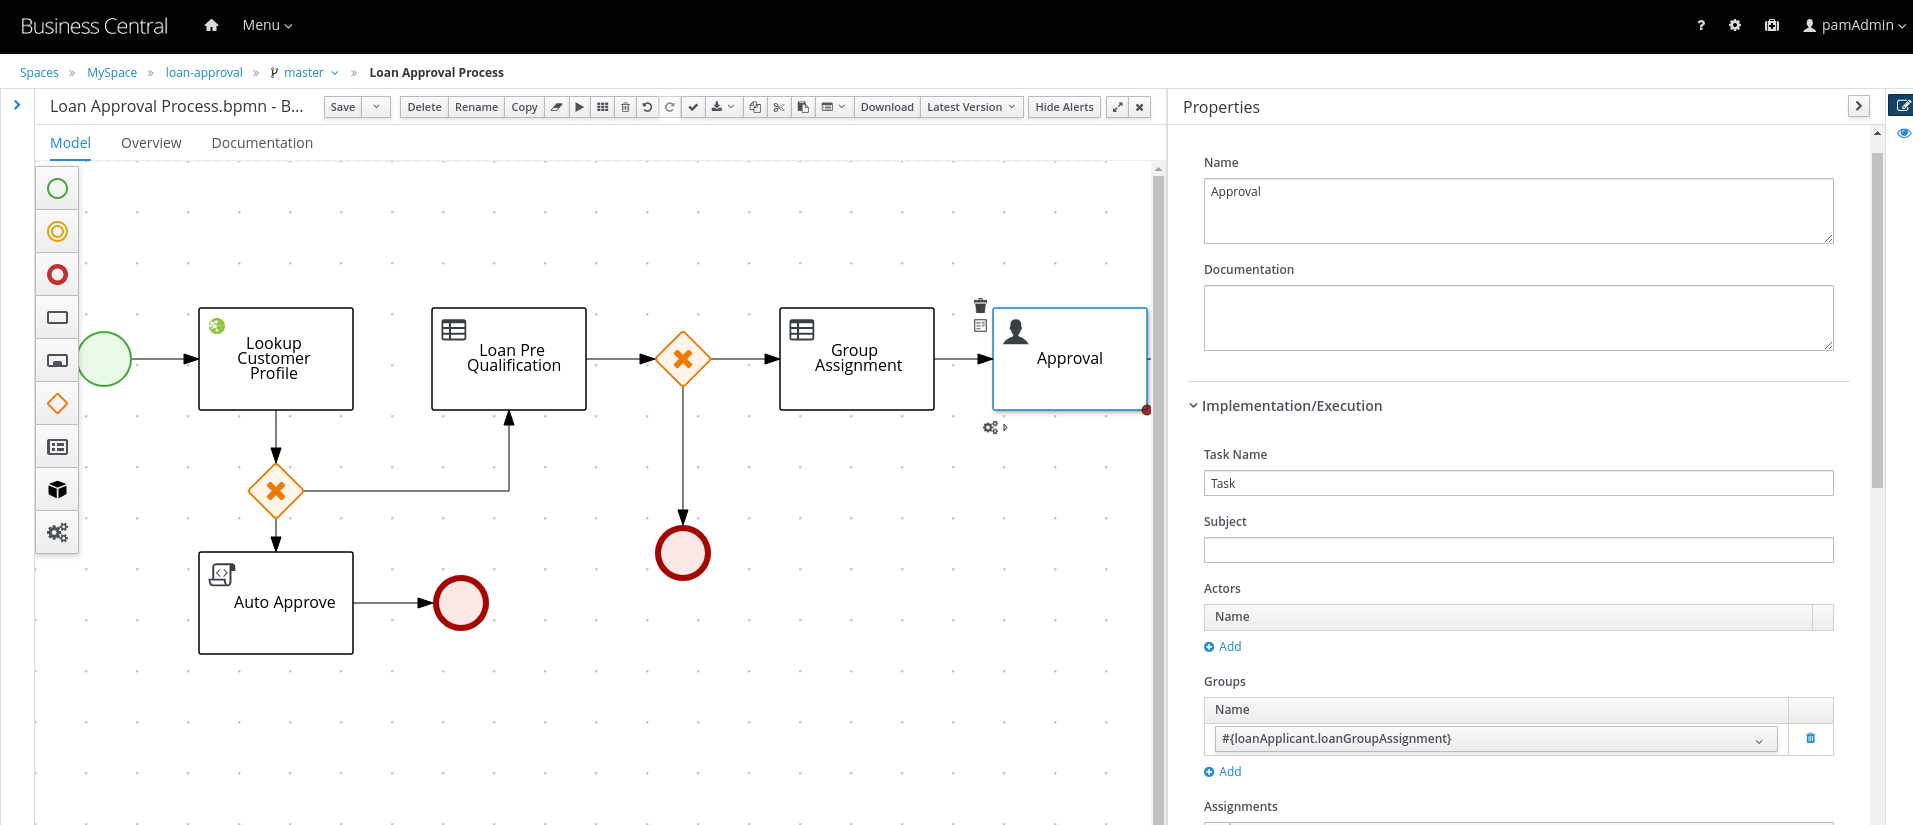 Business Central
Menu
?
pamAdmin
Spaces » MySpace » loan-approval » master » Loan Approval Process
Loan Approval Process.bpmn - B...
Save
Delete
Rename
Copy
Download
Latest Version
Hide Alerts
Model
Overview
Documentation
Lookup
Customer
Profile
Loan Pre
Qualification
Group
Assignment
Approval
Auto Approve
Properties
Name
Approval
Documentation
Implementation/Execution
Task Name
Task
Subject
Actors
Name
Add
Groups
Name
#{loanApplicant.loanGroupAssignment}
Add
Assignments